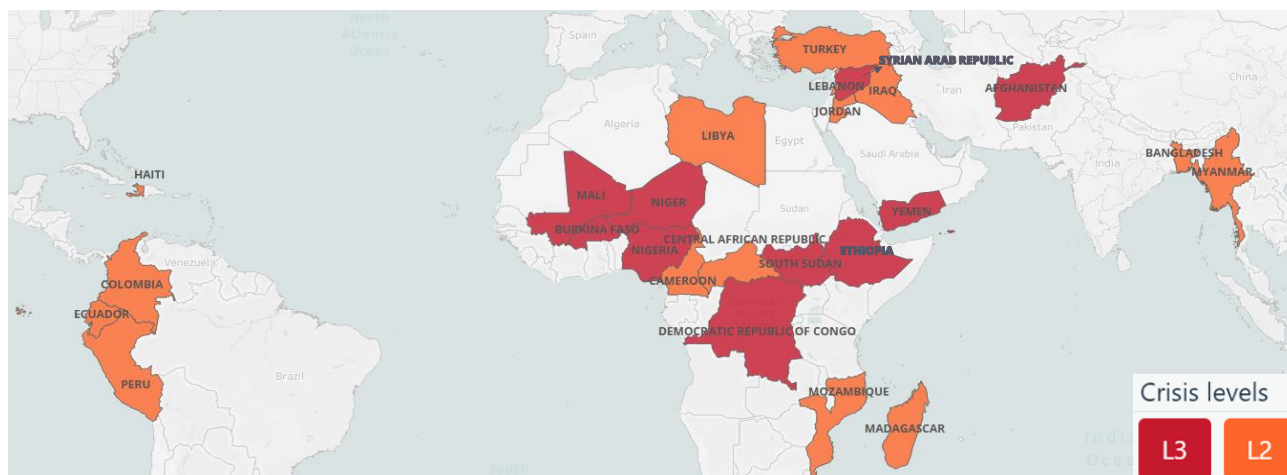 North
Atlantic
Ocean
Spain
TURKEY
SYRIAN ARAB REPUBLIC
China
LEBANON
IRAQ
Iran
AFGHANISTAN
JORDAN
Pakistan
Algeria
LIBYA
Egypt
Saudi Arabia
India
BANGLADESH
MYANMAR
HAITI
MALI
NIGER
Sudan
YEMEN
BURKINA FASO
NIGERIA
CENTRAL AFRICAN REPUBLIC
ETHIOPIA
SOUTH SUDAN
Venezuela
COLOMBIA
CAMEROON
ECUADOR
DEMOCRATIC REPUBLIC OF CONGO
PERU
Brazil
MOZAMBIQUE
MADAGASCAR
Crisis levels
L3
L2
South